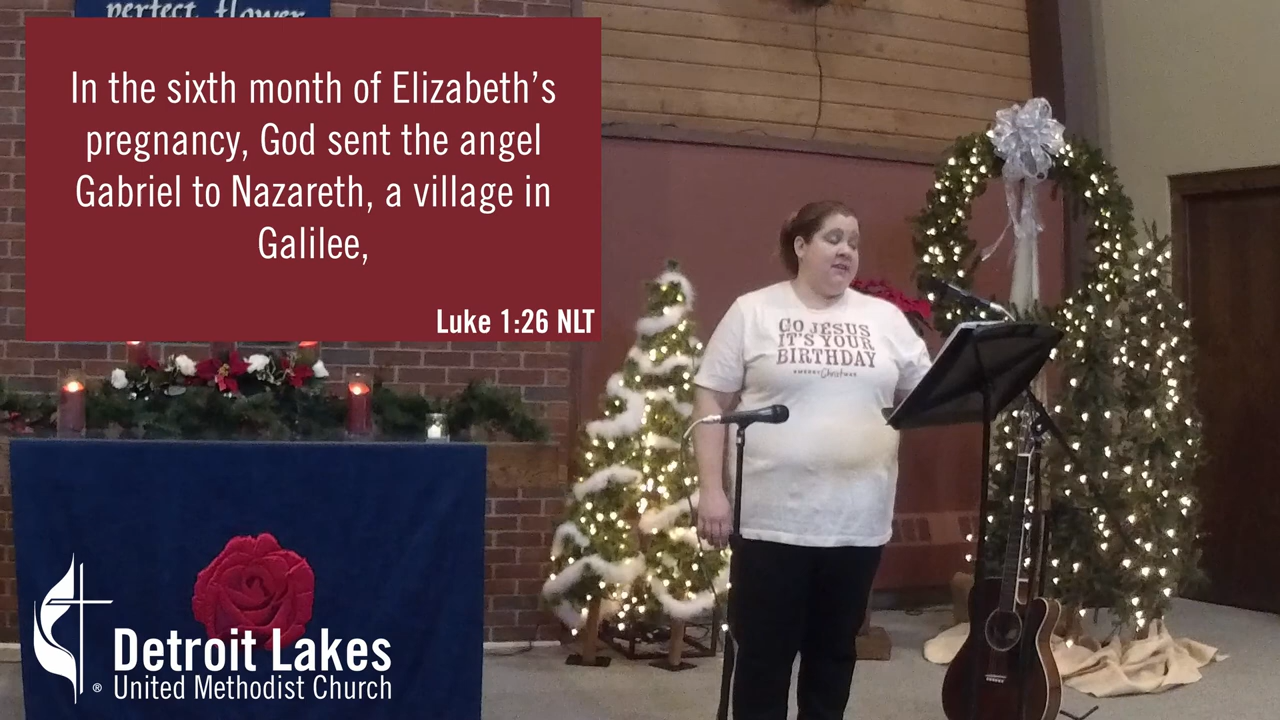 perfect flower
In the sixth month of Elizabeth’s
pregnancy, God sent the angel
Gabriel to Nazareth, a village in
Galilee,
Luke 1:26 NLT
GO JESUS
IT'S YOUR
BIRTHDAY
#MERRYChristmas
Detroit Lakes
® United Methodist Church